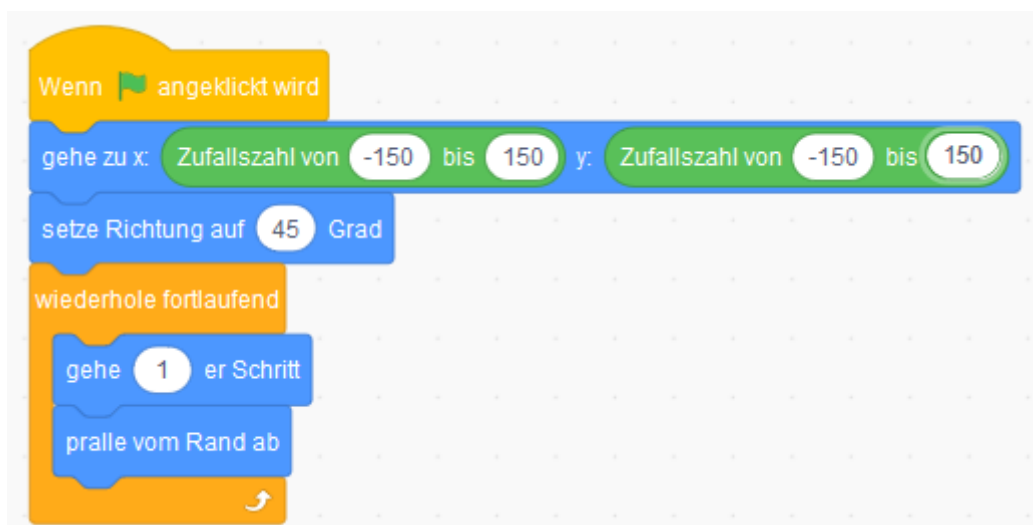 Wenn angeklickt wird
gehe zu x: Zufallszahl von -150 bis 150 y: Zufallszahl von -150 bis 150
setze Richtung auf 45 Grad
wiederhole fortlaufend
gehe 1 er Schritt
pralle vom Rand ab